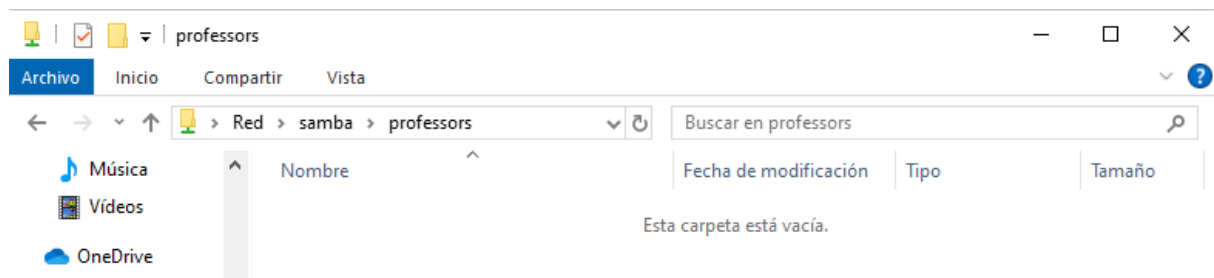 professors
Archivo Inicio Compartir Vista
Red > samba > professors Buscar en professors
Música Nombre Fecha de modificación Tipo Tamaño
Vídeos
Esta carpeta está vacía.
OneDrive